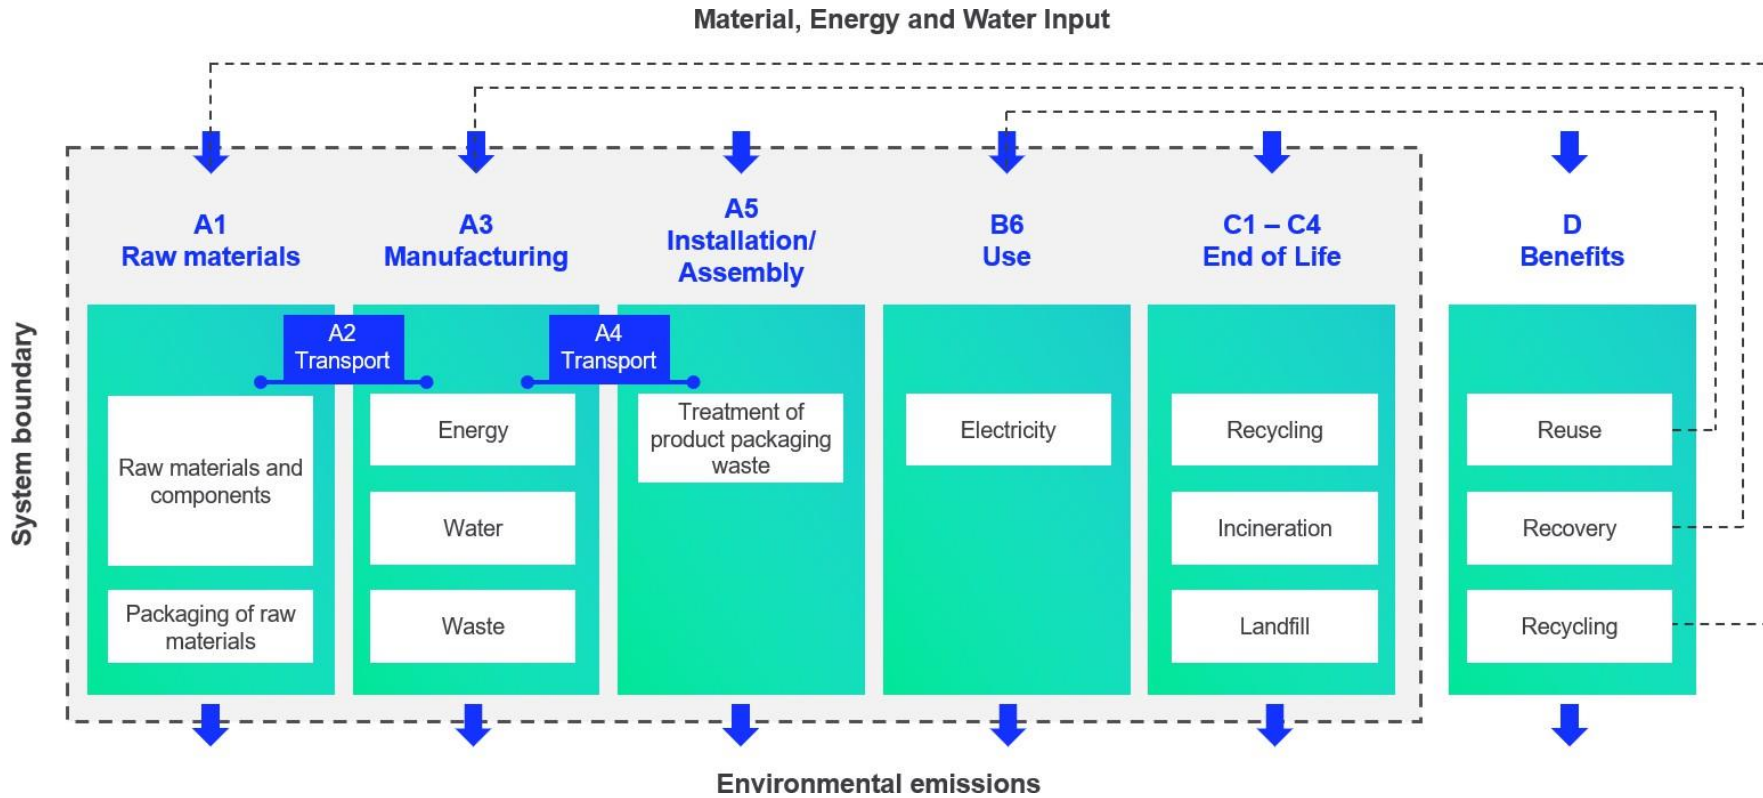 Material, Energy and Water Input
System boundary
A1
Raw materials
A3
Manufacturing
A5
Installation/
Assembly
B6
Use
C1 – C4
End of Life
D
Benefits
A2
Transport
A4
Transport
Raw materials and
components
Packaging of raw
materials
Energy
Water
Waste
Treatment of
product packaging
waste
Electricity
Recycling
Incineration
Landfill
Reuse
Recovery
Recycling
Environmental emissions